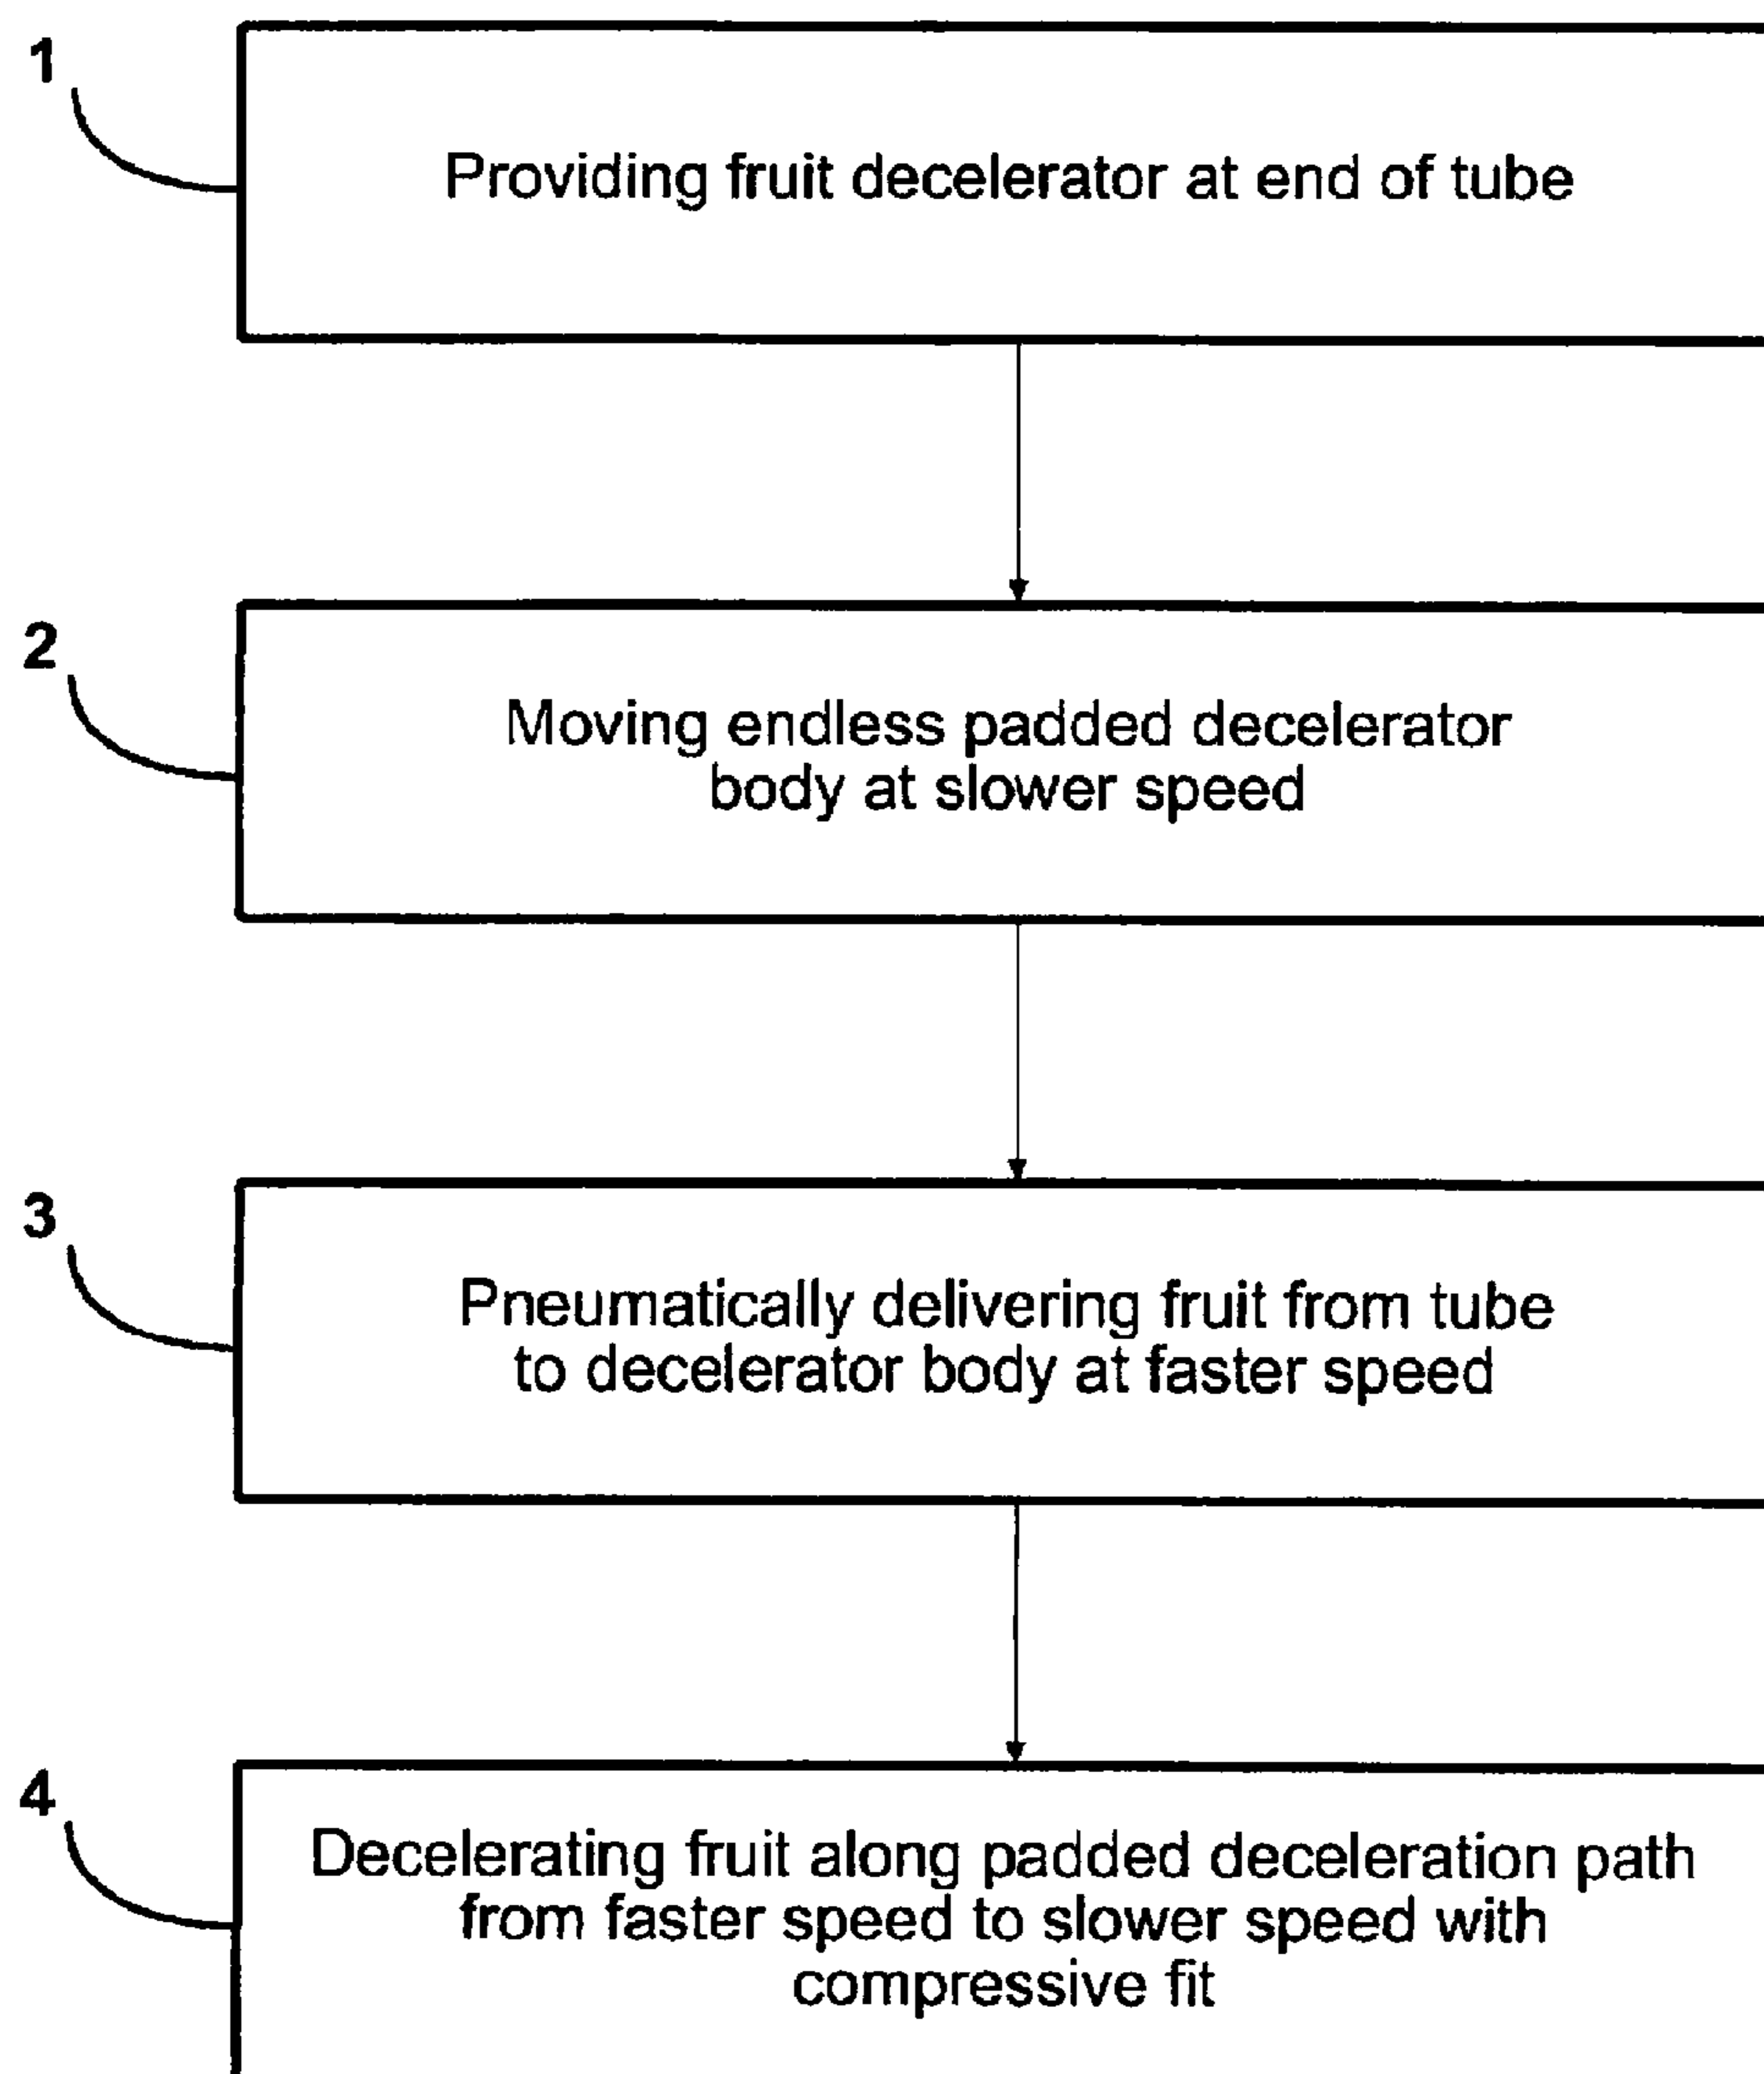 1
Providing fruit decelerator at end of tube
2
Moving endless padded decelerator
body at slower speed
3
Pneumatically delivering fruit from tube
to decelerator body at faster speed
4
Decelerating fruit along padded deceleration path
from faster speed to slower speed with
compressive fit